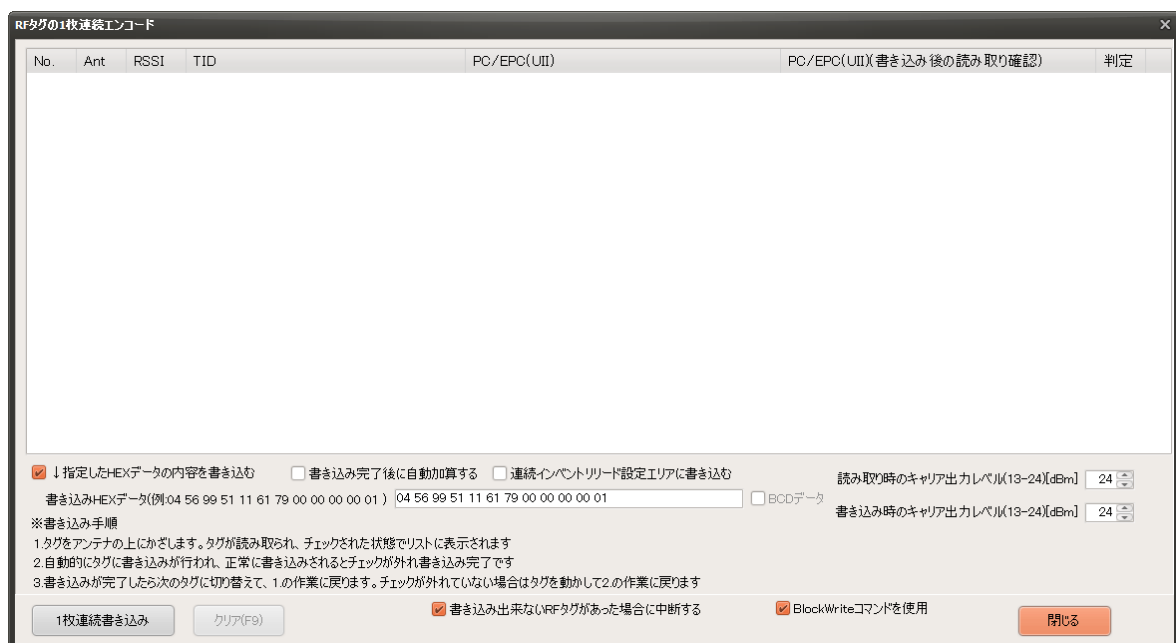 RFタグの1枚連続エンコード
No. Ant RSSI TID PC/EPC(UII) PC/EPC(UII)(書き込み後の読み取り確認) 判定
↓指定したHEXデータの内容を書き込む 書き込み完了後に自動加算する 連続インベントリリード設定エリアに書き込む
読み取り時のキャリア出力レベル(13-24)[dBm] 24
書き込みHEXデータ(例:04 56 99 51 11 61 79 00 00 00 00 01 ) 04 56 99 51 11 61 79 00 00 00 00 01 BCDデータ
書き込み時のキャリア出力レベル(13-24)[dBm] 24
※書き込み手順
1.タグをアンテナの上にかざします。タグが読み取られ、チェックされた状態でリストに表示されます
2.自動的にタグに書き込みが行われ、正常に書き込みされるとチェックが外れ書き込み完了です
3.書き込みが完了したら次のタグに切り替えて、1.の作業に戻ります。チェックが外れていない場合はタグを動かして2.の作業に戻ります
1枚連続書き込み クリア(F9) 書き込み出来ないRFタグがあった場合に中断する BlockWriteコマンドを使用 閉じる